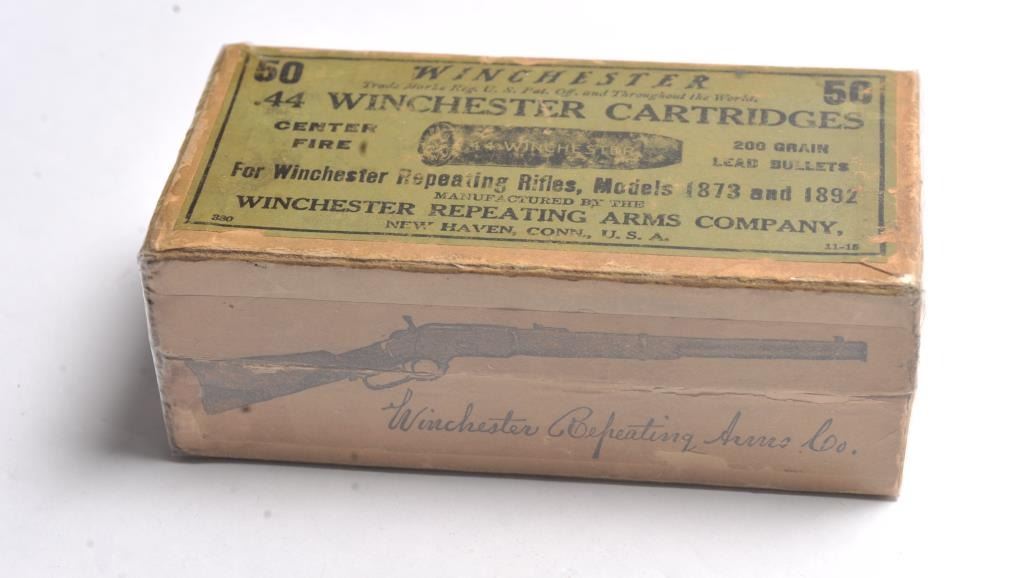 50 WINCHESTER 50
Trade Marks Reg. U. S. Pat. Off. and Throughout the World.
.44 WINCHESTER CARTRIDGES
CENTER
FIRE
.44 WINCHESTER
200 GRAIN
LEAD BULLETS
For Winchester Repeating Rifles, Models 1873 and 1892
MANUFACTURED BY THE
WINCHESTER REPEATING ARMS COMPANY,
NEW HAVEN, CONN., U. S. A.
330
11-15
Winchester Repeating Arms Co.